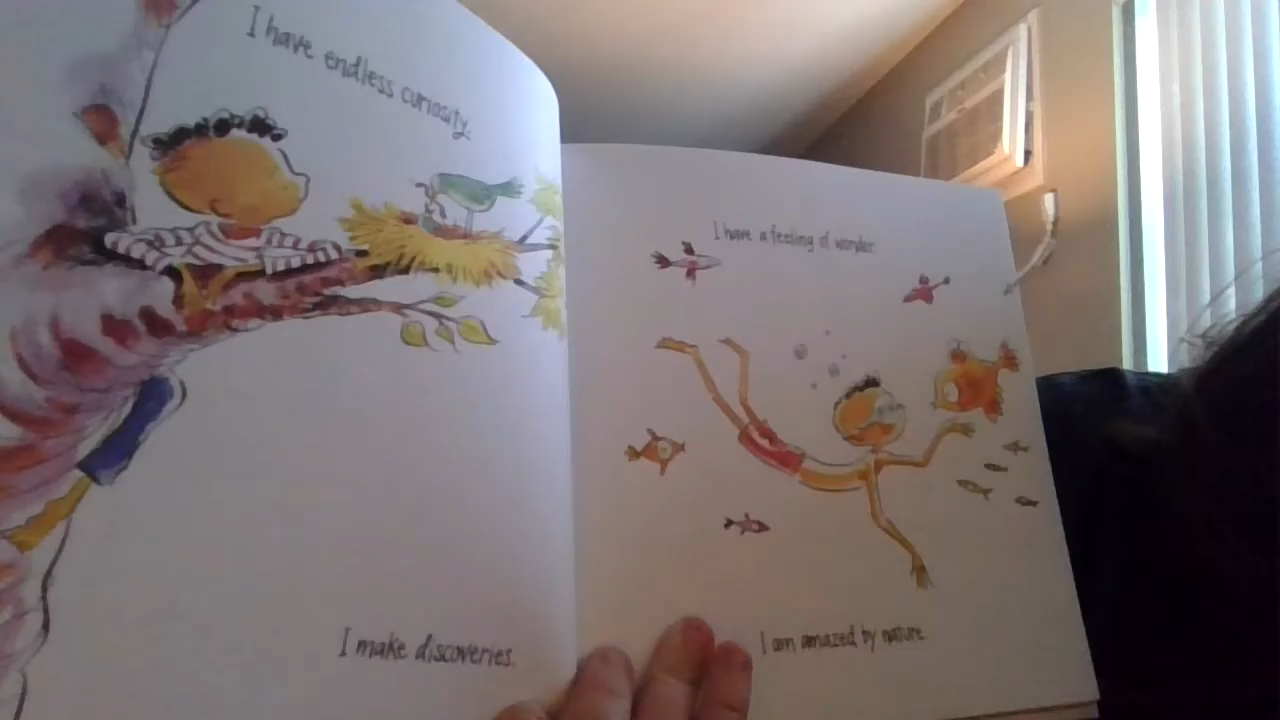 I have endless curiosity.
I make discoveries.
I have a feeling of wonder.
I am amazed by nature.